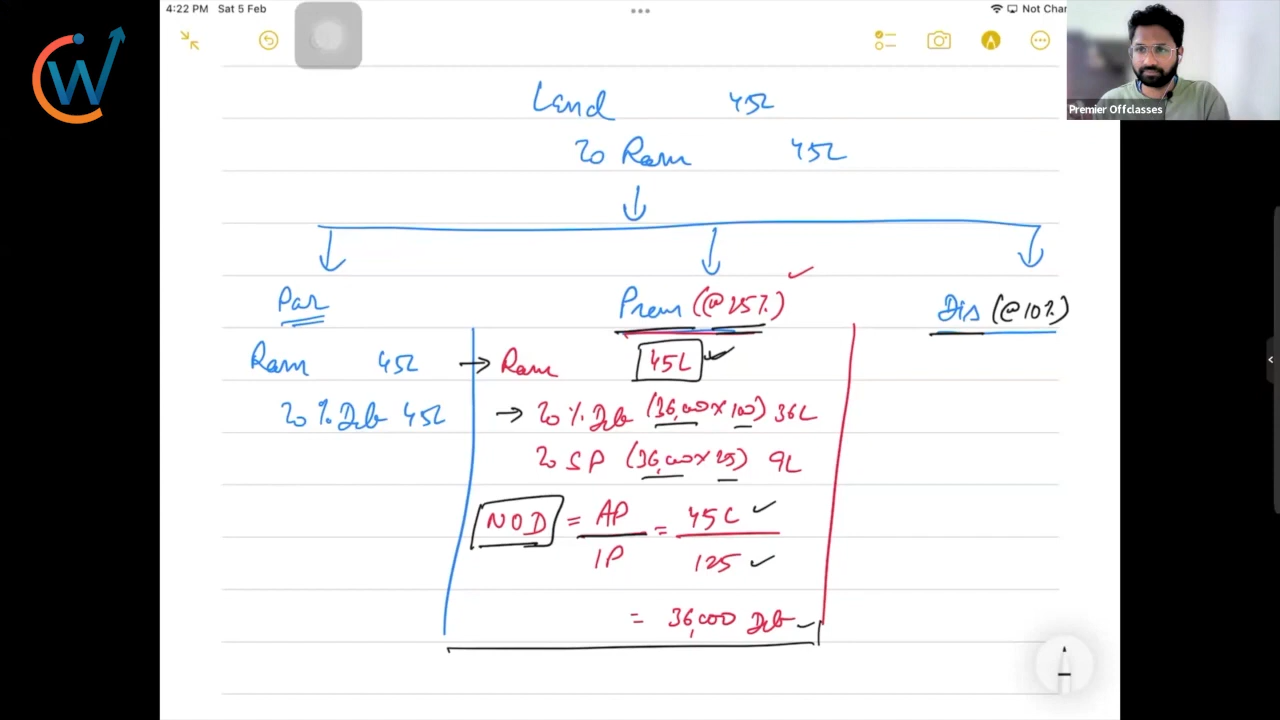 4:22 PM Sat 5 Feb
Not Char
W
Premier Offclasses
Land 45L
To Ram 45L
Par
Ram 45L
To % Deb 45L
Prem (@25%)
Ram 45L
To % Deb (36,000×100) 36L
To SP (36,000×25) 9L
NOD = AP / IP = 45L / 125
= 36,000 Deb
Dis (@10%)